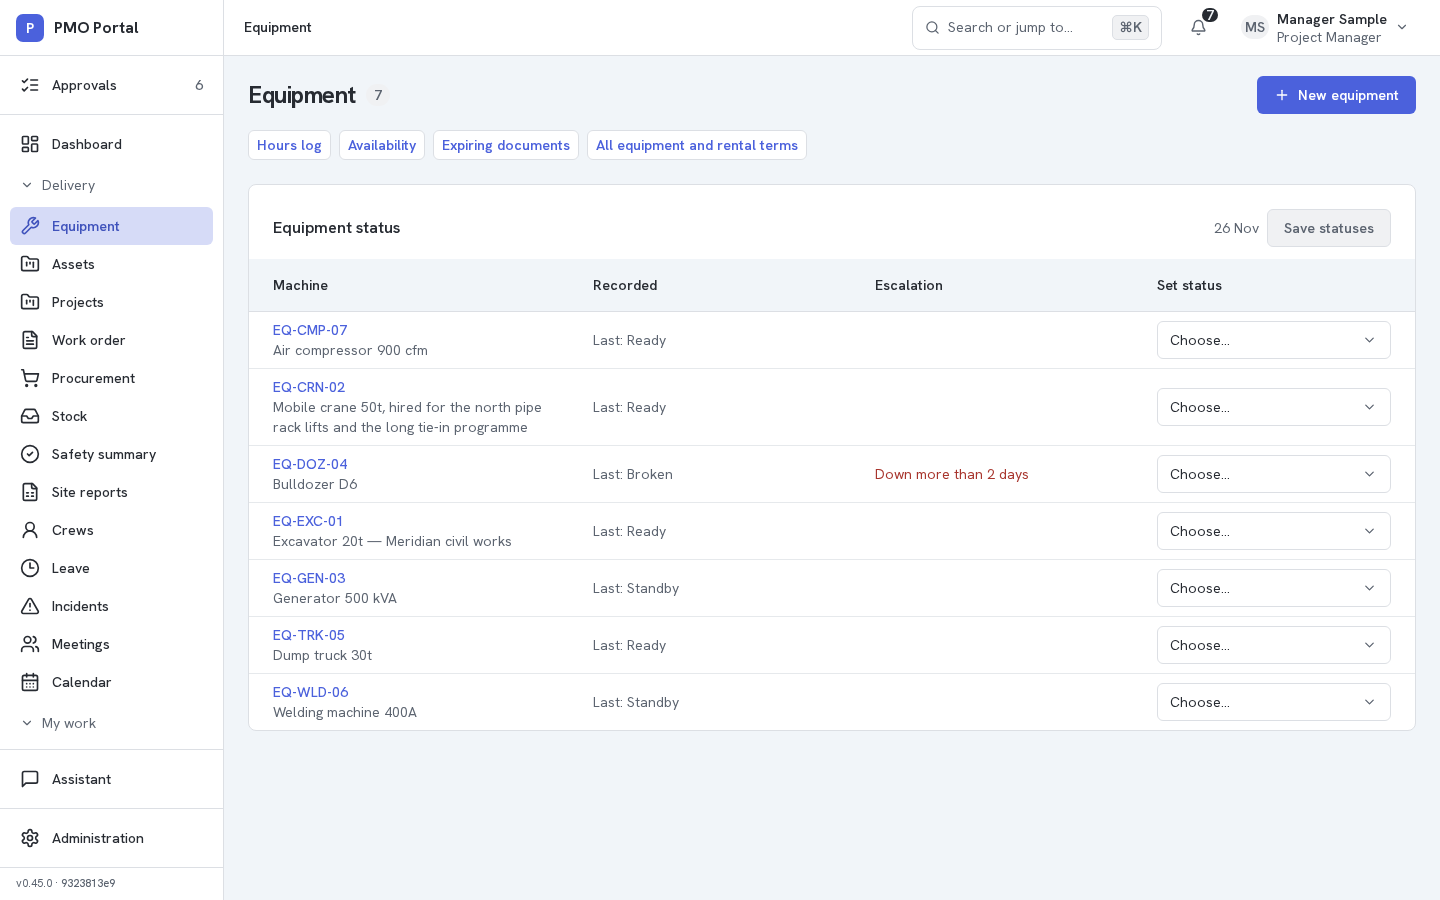 P PMO Portal
Equipment
Search or jump to...
⌘K
7
MS
Manager Sample
Project Manager
Approvals 6
Dashboard
Delivery
Equipment
Assets
Projects
Work order
Procurement
Stock
Safety summary
Site reports
Crews
Leave
Incidents
Meetings
Calendar
My work
Assistant
Administration
v0.45.0 · 9323813e9
Equipment 7
New equipment
Hours log
Availability
Expiring documents
All equipment and rental terms
Equipment status
26 Nov
Save statuses
Machine Recorded Escalation Set status
EQ-CMP-07
Air compressor 900 cfm
Last: Ready
Choose...
EQ-CRN-02
Mobile crane 50t, hired for the north pipe
rack lifts and the long tie-in programme
Last: Ready
Choose...
EQ-DOZ-04
Bulldozer D6
Last: Broken
Down more than 2 days
Choose...
EQ-EXC-01
Excavator 20t — Meridian civil works
Last: Ready
Choose...
EQ-GEN-03
Generator 500 kVA
Last: Standby
Choose...
EQ-TRK-05
Dump truck 30t
Last: Ready
Choose...
EQ-WLD-06
Welding machine 400A
Last: Standby
Choose...